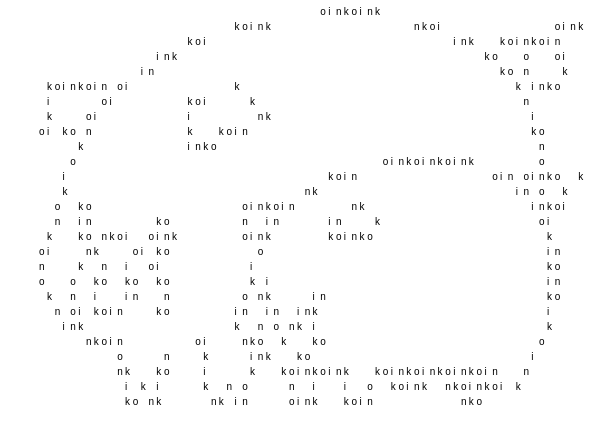 oinkoink
koink nkoi oink
koi ink koinkoin
ink ko o oi
in ko n k
koinkoin oi k k inko
i oi koi k n
k oi i nk i
oi ko n k koin ko
k inko n
o oinkoinkoink o
i koin oin oinko k
k nk in o k
o ko oinkoin nk inkoi
n in ko n in in k oi
k ko nkoi oink oink koinko k
oi nk oi ko o in
n k n i oi i ko
o o ko ko ko k i in
k n i in n o nk in ko
n oi koin ko in in ink i
ink k n o nk i k
nkoin oi nko k ko o
o n k ink ko i
nk ko i k koinkoink koinkoinkoinkoin n
i k i k n o n i i o koink nkoinkoi k
ko nk nk in oink koin nko